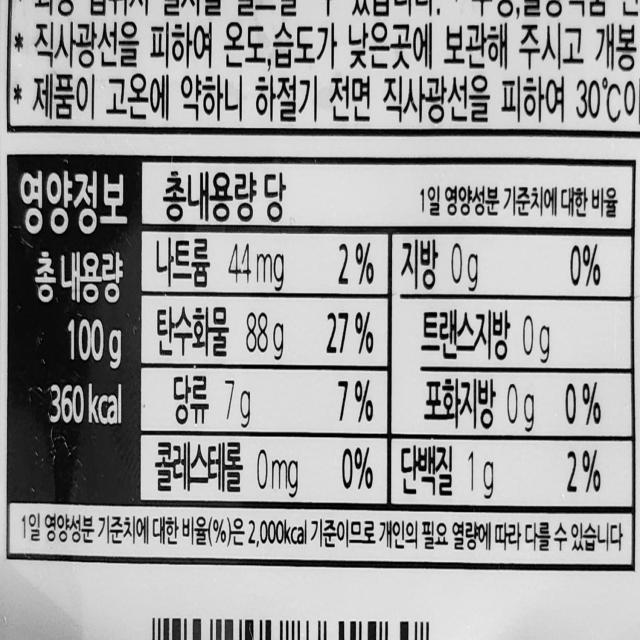 * 직사광선을 피하여 온도,습도가 낮은곳에 보관해 주시고 개봉
* 제품이 고온에 약하니 하절기 전면 직사광선을 피하여 30℃이
영양정보
총 내용량
100g
360kcal
총내용량 당 1일 영양성분 기준치에 대한 비율
나트륨 44mg 2% 지방 0g 0%
탄수화물 88g 27% 트랜스지방 0g
당류 7g 7% 포화지방 0g 0%
콜레스테롤 0mg 0% 단백질 1g 2%
1일 영양성분 기준치에 대한 비율(%)은 2,000kcal 기준이므로 개인의 필요 열량에 따라 다를 수 있습니다